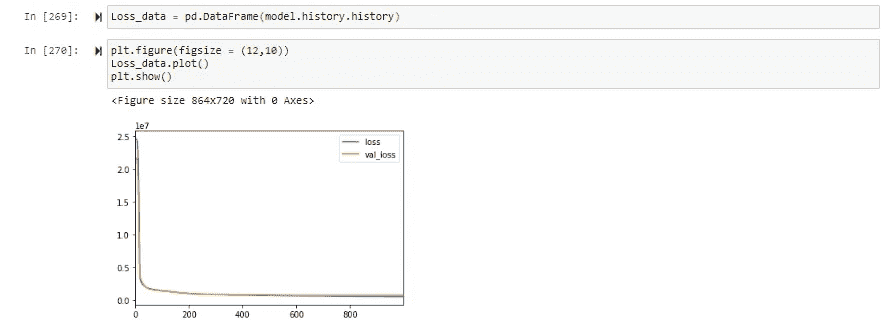 In [269]: Loss_data = pd.DataFrame(model.history.history)
In [270]: plt.figure(figsize = (12,10))
Loss_data.plot()
plt.show()
<Figure size 864x720 with 0 Axes>
1e7
loss
val_loss
2.5
2.0
1.5
1.0
0.5
0.0
0 200 400 600 800